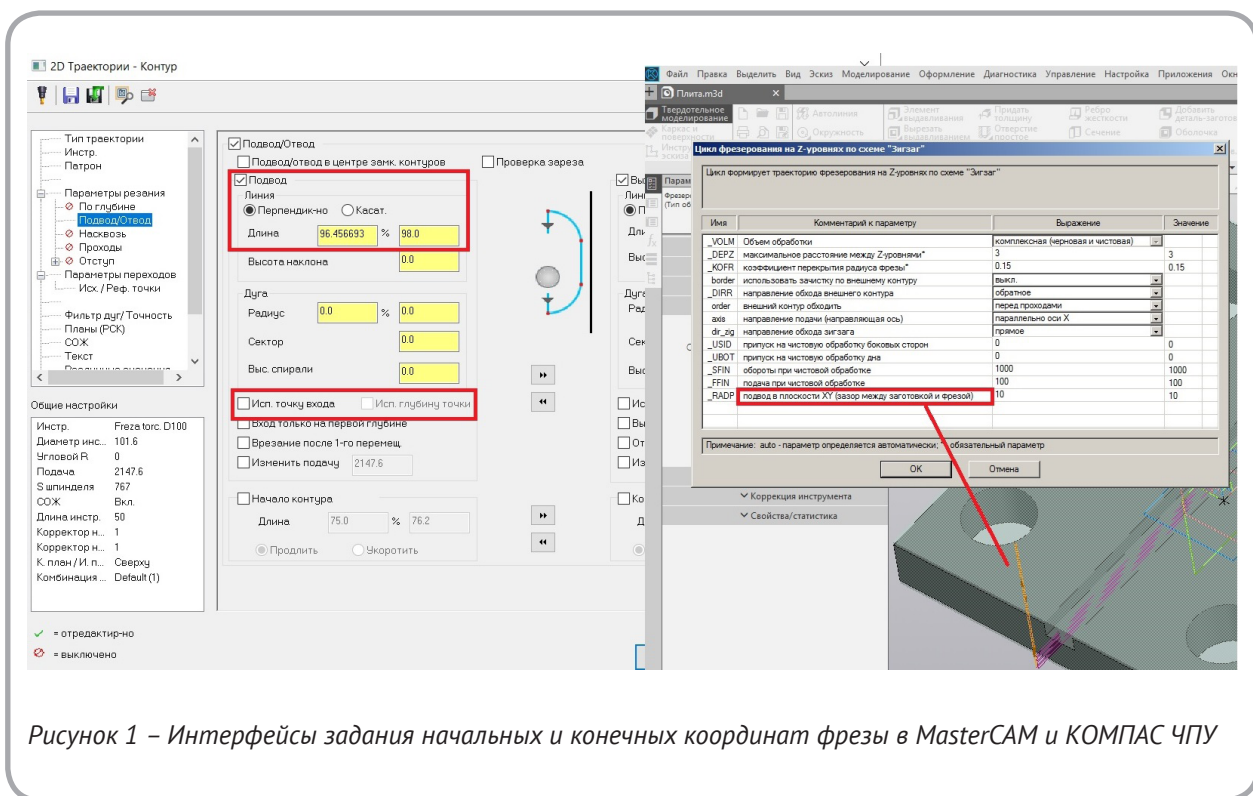 2D Траектории - Контур
Тип траектории
Инстр.
Патрон
Параметры резания
По глубине
Подвод/Отвод
Насквозь
Проходы
Отступ
Параметры переходов
Исх. / Реф. точки
Фильтр дуг/ Точность
Планы (РСК)
СОЖ
Текст
Общие настройки
Инстр. Freza torc. D100
Диаметр инс... 101.6
Угловой R 0
Подача 2147.6
S шпинделя 767
СОЖ Вкл.
Длина инстр. 50
Корректор н... 1
Корректор н... 1
К. план / И. п... Сверху
Комбинация ... Default (1)
= отредактир-но
= выключено
Подвод/Отвод
Подвод/отвод в центре замк. контуров
Проверка зареза
Подвод
Линия
Перпендик-но Касат.
Длина 96.456693 % 98.0
Высота наклона 0.0
Дуга
Радиус 0.0 % 0.0
Сектор 0.0
Выс. спирали 0.0
Исп. точку входа Исп. глубину точки
Вход только на первой глубине
Врезание после 1-го перемещ.
Изменить подачу 2147.6
Начало контура
Длина 75.0 % 76.2
Продлить Укоротить
Файл Правка Выделить Вид Эскиз Моделирование Оформление Диагностика Управление Настройка Приложения Окн
Плита.m3d
Твердотельное моделирование
Автолиния
Элемент выдавливания
Придать толщину
Ребро жесткости
Добавить деталь-заготов
Каркас и поверхности
Окружность
Вырезать выдавливанием
Отверстие простое
Сечение
Оболочка
Цикл фрезерования на Z-уровнях по схеме "Зигзаг"
Цикл формирует траекторию фрезерования на Z-уровнях по схеме "Зигзаг"
Имя Комментарий к параметру Выражение Значение
_VOLM Объем обработки комплексная (черновая и чистовая)
_DEPZ максимальное расстояние между Z-уровнями* 3 3
_KOFR коэффициент перекрытия радиуса фрезы* 0.15 0.15
border использовать зачистку по внешнему контуру выкл.
_DIRR направление обхода внешнего контура обратное
order внешний контур обходить перед проходами
axis направление подачи (направляющая ось) параллельно оси X
dir_zig направление обхода зигзага прямое
_USID припуск на чистовую обработку боковых сторон 0 0
_UBOT припуск на чистовую обработку дна 0 0
_SFIN обороты при чистовой обработке 1000 1000
_FFIN подача при чистовой обработке 100 100
_RADP подвод в плоскости XY (зазор между заготовкой и фрезой) 10 10
Примечание: auto - параметр определяется автоматически; * обязательный параметр
OK Отмена
Коррекция инструмента
Свойства/статистика
Рисунок 1 – Интерфейсы задания начальных и конечных координат фрезы в MasterCAM и КОМПАС ЧПУ